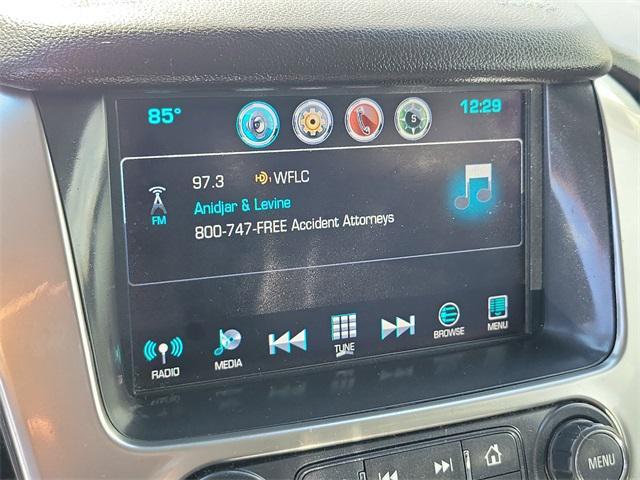 85° 12:29
S
97.3 HD1 WFLC
Anidjar & Levine
800-747-FREE Accident Attorneys
FM
RADIO MEDIA TUNE BROWSE MENU
MENU